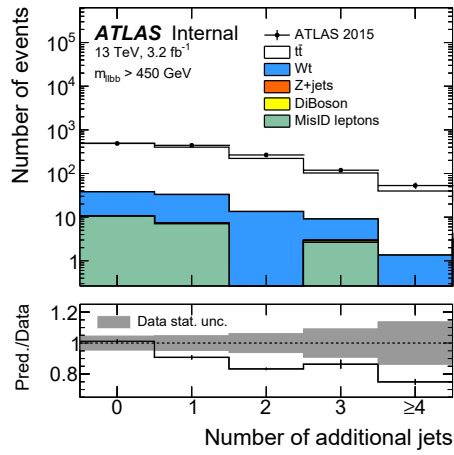 ATLAS Internal
13 TeV, 3.2 fb⁻¹
m_llbb > 450 GeV
ATLAS 2015
tt̄
Wt
Z+jets
DiBoson
MisID leptons
Number of events
10⁵
10⁴
10³
10²
10
1
Data stat. unc.
Pred./Data
1.2
1
0.8
0 1 2 3 ≥4
Number of additional jets